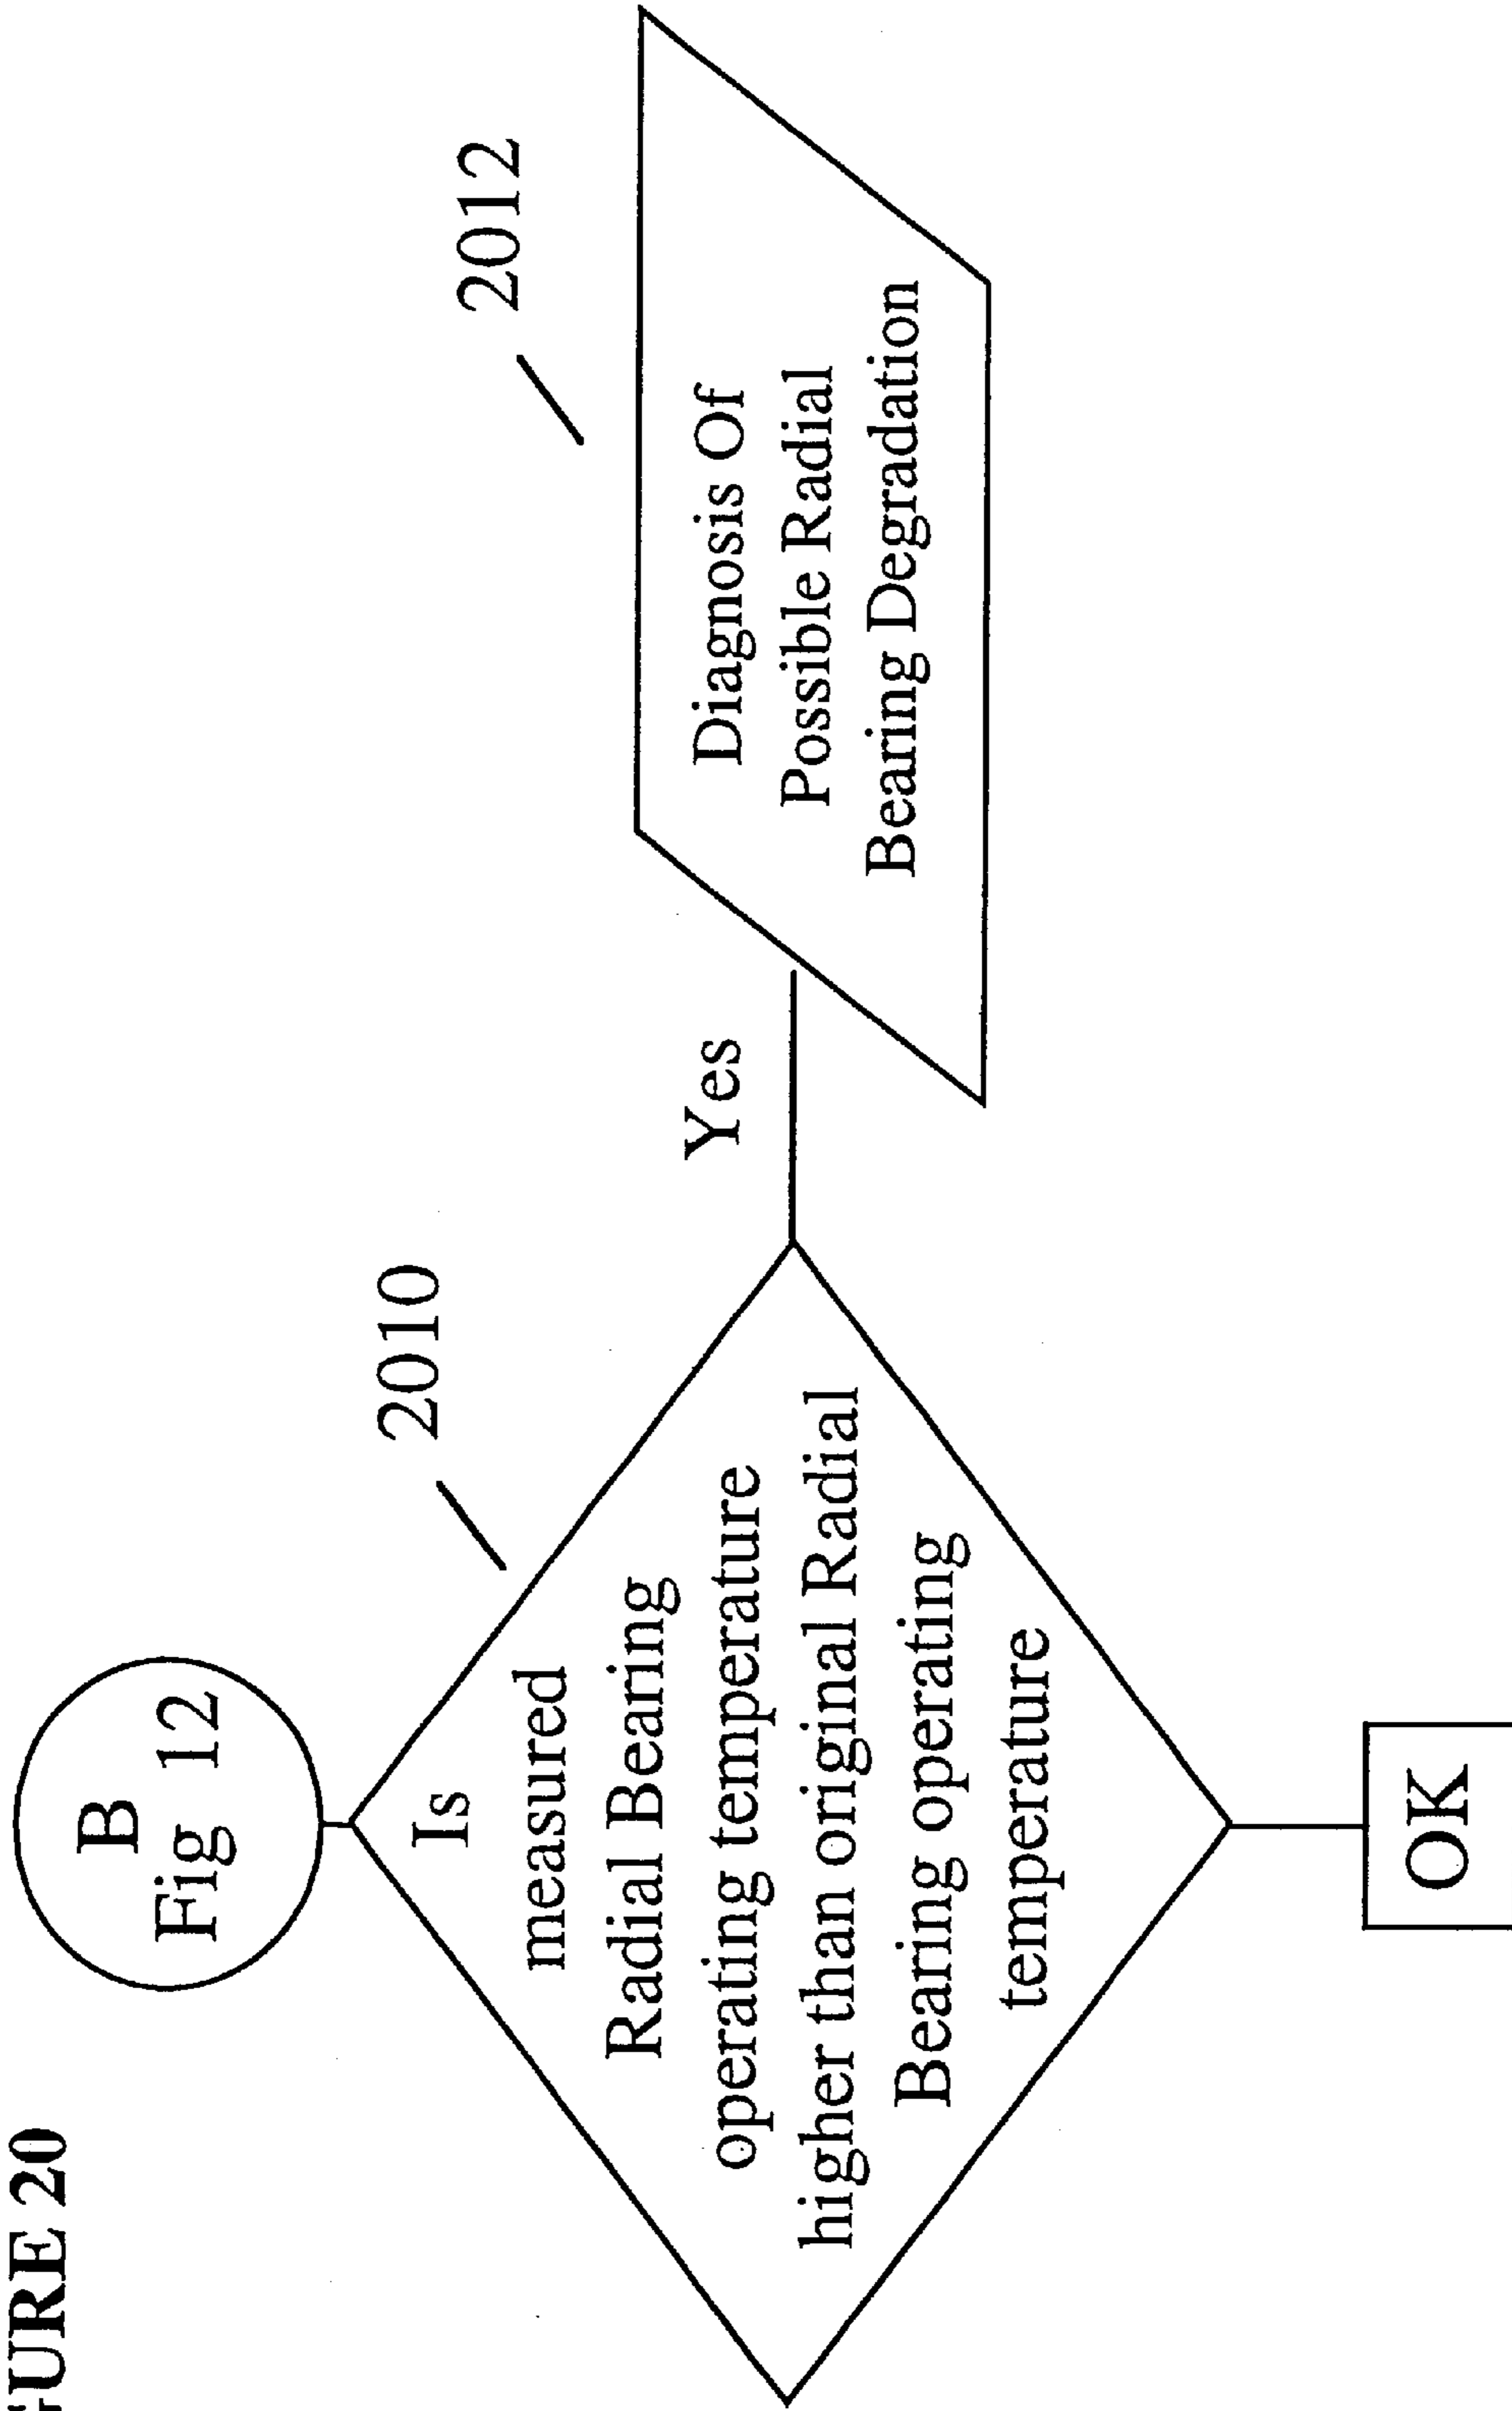 URE 20
B
Fig 12
2010
Is
measured
Radial Bearing
operating temperature
higher than original Radial
Bearing operating
temperature
Yes
2012
Diagnosis Of
Possible Radial
Bearing Degradation
OK